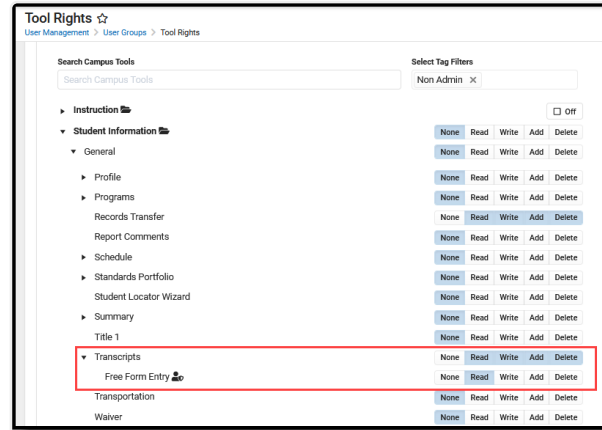 Tool Rights
User Management > User Groups > Tool Rights
Search Campus Tools Select Tag Filters
Search Campus Tools Non Admin ×
Instruction Off
Student Information None Read Write Add Delete
General None Read Write Add Delete
Profile None Read Write Add Delete
Programs None Read Write Add Delete
Records Transfer None Read Write Add Delete
Report Comments None Read Write Add Delete
Schedule None Read Write Add Delete
Standards Portfolio None Read Write Add Delete
Student Locator Wizard None Read Write Add Delete
Summary None Read Write Add Delete
Title 1 None Read Write Add Delete
Transcripts None Read Write Add Delete
Free Form Entry None Read Write Add Delete
Transportation None Read Write Add Delete
Waiver None Read Write Add Delete